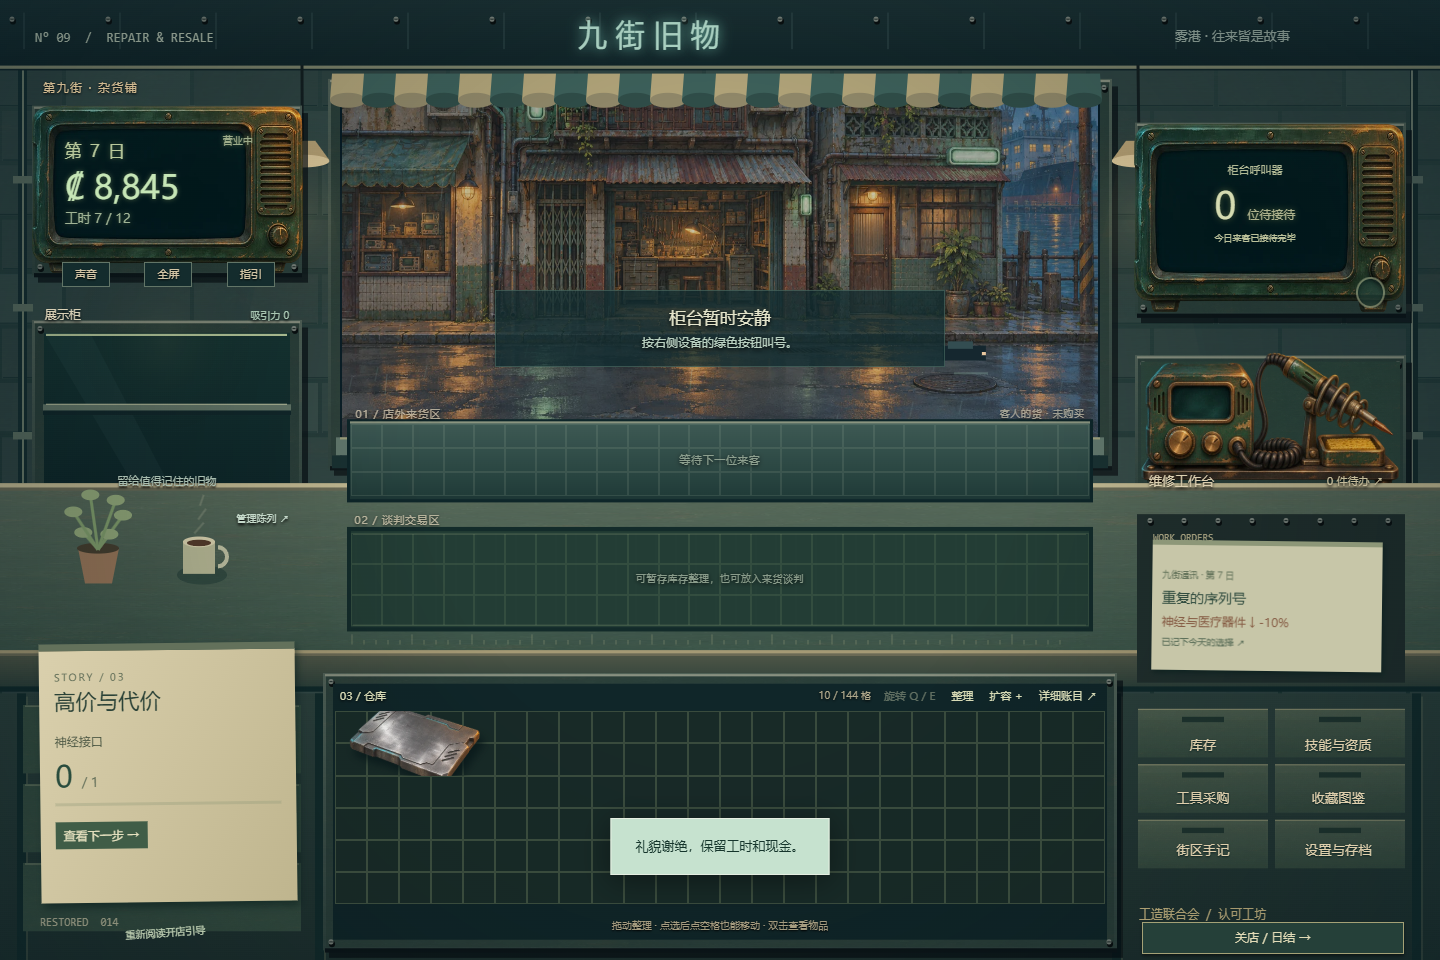 Nº 09 / REPAIR & RESALE
九街旧物
雾港 · 往来皆是故事
第九街 · 杂货铺
营业中
第 7 日
₡ 8,845
工时 7 / 12
声音
全屏
指引
展示柜
吸引力 0
留给值得记住的旧物
管理陈列 ↗
柜台呼叫器
0 位待接待
今日来客已接待完毕
柜台暂时安静
按右侧设备的绿色按钮叫号。
01 / 店外来货区
客人的货 · 未购买
等待下一位来客
02 / 谈判交易区
可暂存库存整理，也可放入来货谈判
维修工作台
0 件待办 ↗
WORK ORDERS
九街通讯 · 第 7 日
重复的序列号
神经与医疗器件 ↓ -10%
已记下今天的选择 ↗
STORY / 03
高价与代价
神经接口
0 / 1
查看下一步 →
RESTORED 014
重新阅读开店引导
03 / 仓库
10 / 144 格
旋转 Q / E
整理
扩容 +
详细账目 ↗
礼貌谢绝，保留工时和现金。
拖动整理 · 点选后点空格也能移动 · 双击查看物品
库存
技能与资质
工具采购
收藏图鉴
街区手记
设置与存档
工造联合会 / 认可工坊
关店 / 日结 →